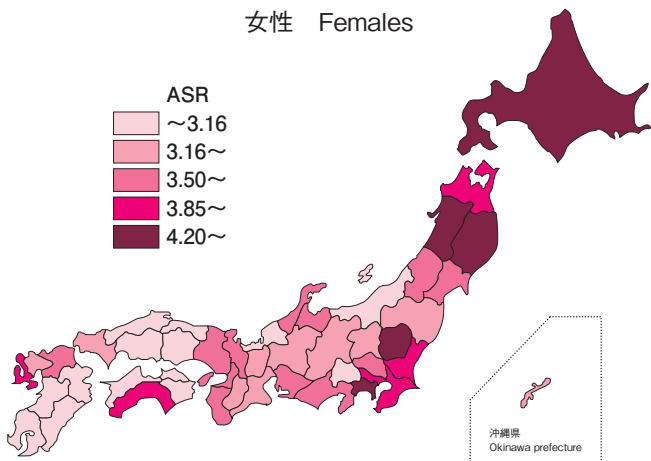 女性 Females
ASR
～3.16
3.16～
3.50～
3.85～
4.20～
沖縄県
Okinawa prefecture